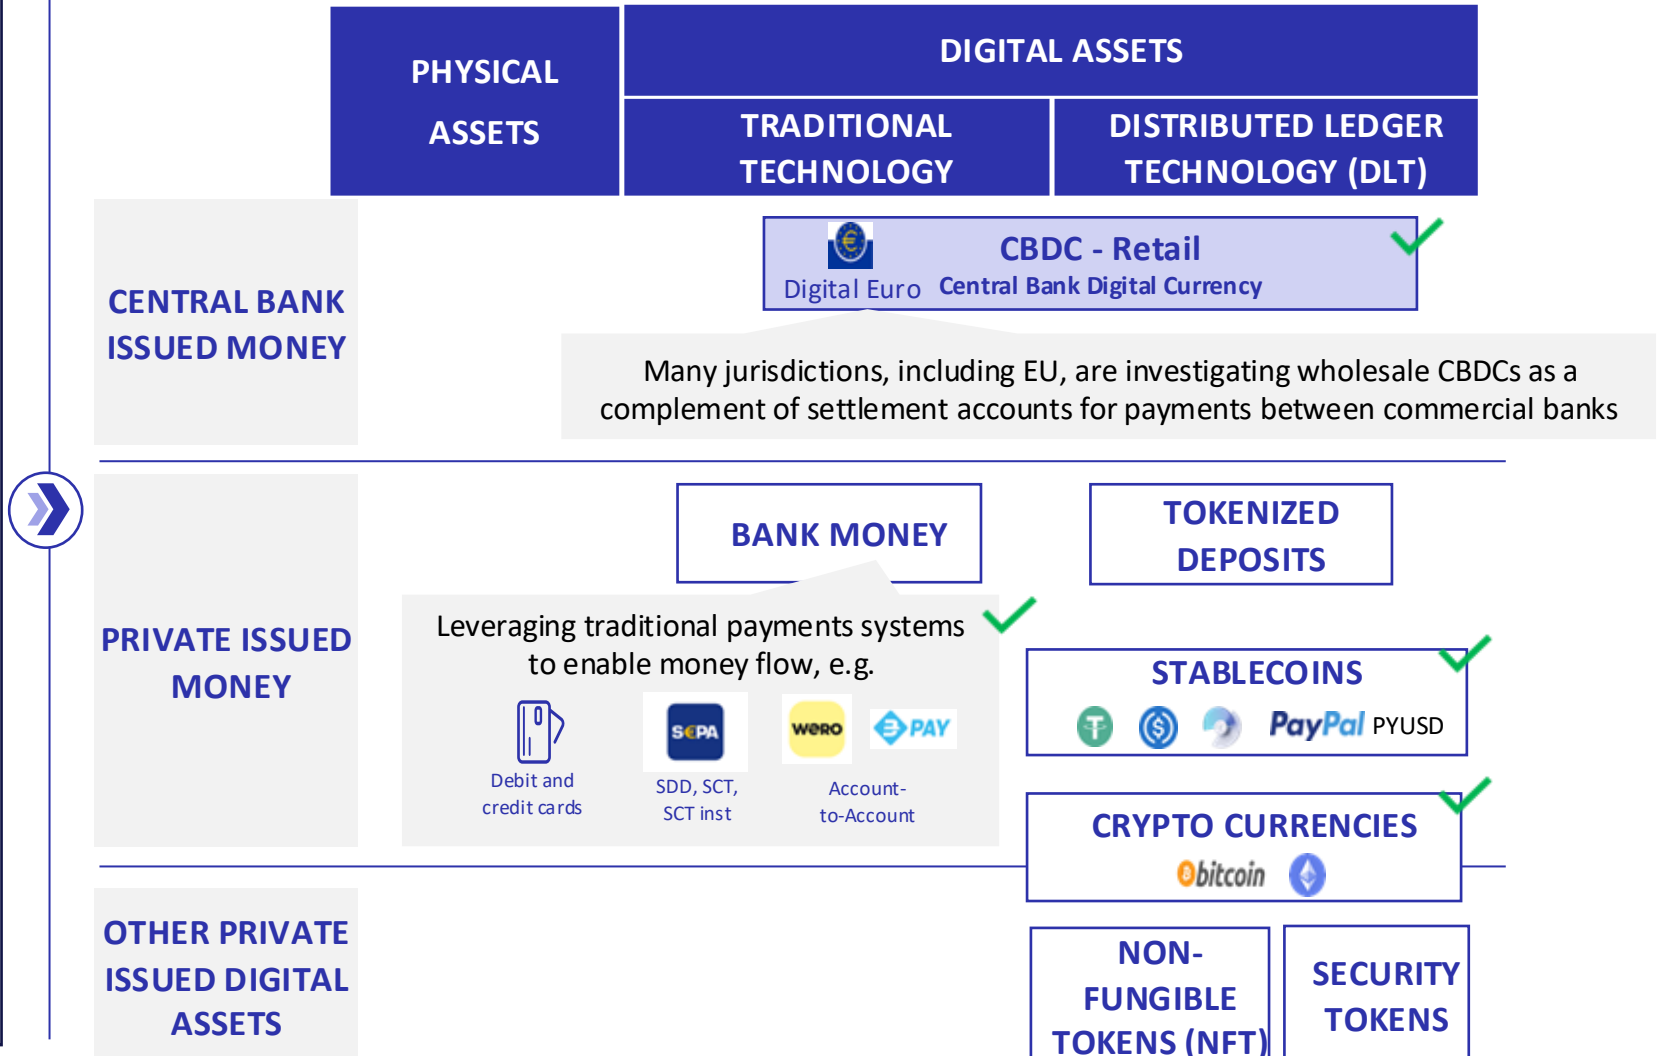 PHYSICAL
ASSETS
DIGITAL ASSETS
TRADITIONAL
TECHNOLOGY
DISTRIBUTED LEDGER
TECHNOLOGY (DLT)
CENTRAL BANK
ISSUED MONEY
CBDC - Retail
Digital Euro
Central Bank Digital Currency
Many jurisdictions, including EU, are investigating wholesale CBDCs as a
complement of settlement accounts for payments between commercial banks
PRIVATE ISSUED
MONEY
BANK MONEY
TOKENIZED
DEPOSITS
Leveraging traditional payments systems
to enable money flow, e.g.
Debit and
credit cards
S€PA
SDD, SCT,
SCT inst
wero
PAY
Account-
to-Account
STABLECOINS
PayPal PYUSD
CRYPTO CURRENCIES
bitcoin
OTHER PRIVATE
ISSUED DIGITAL
ASSETS
NON-
FUNGIBLE
TOKENS (NFT)
SECURITY
TOKENS